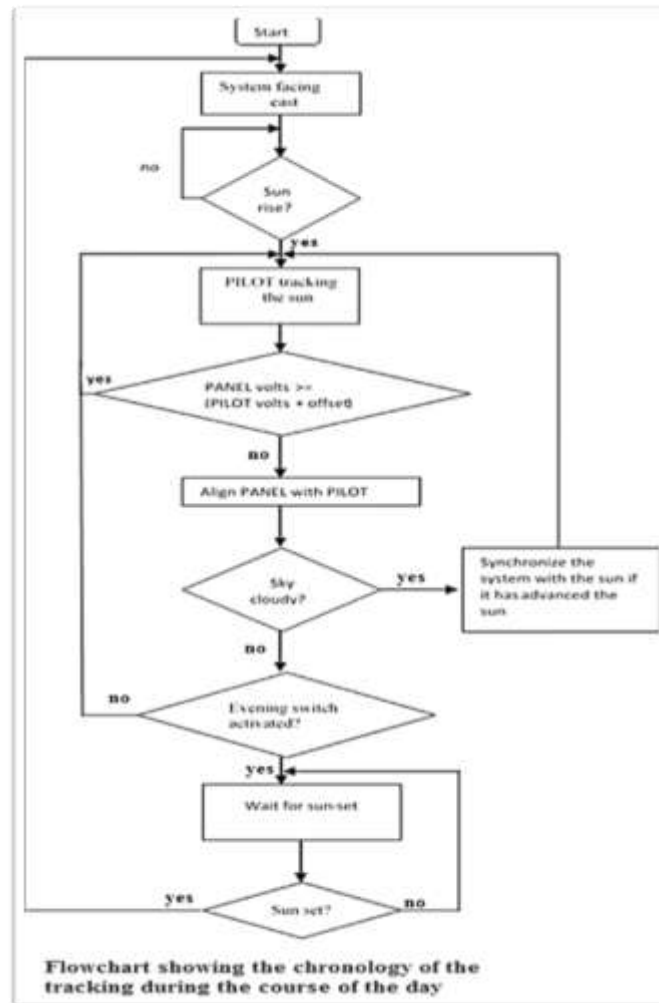 Start
System facing
cast
no
Sun
rise?
yes
PILOT tracking
the sun
yes
PANEL volts >=
(PILOT volts + offset)
no
Align PANEL with PILOT
Sky
cloudy?
yes
Synchronize the
system with the sun if
it has advanced the
sun
no
no
Evening switch
activated?
yes
Wait for sun-set
yes
Sun set?
no
Flowchart showing the chronology of the
tracking during the course of the day